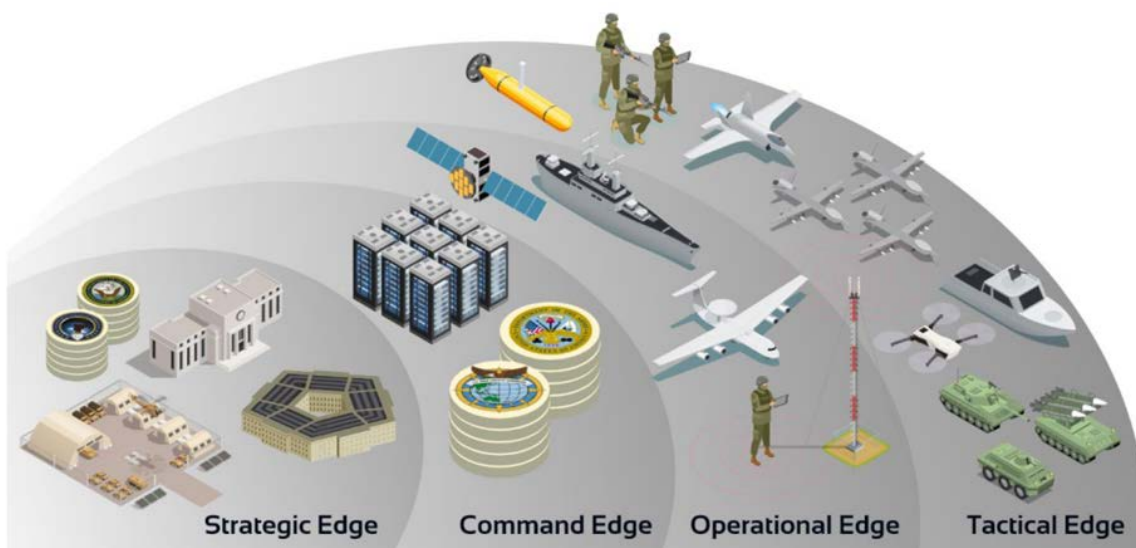 Strategic Edge
Command Edge
Operational Edge
Tactical Edge